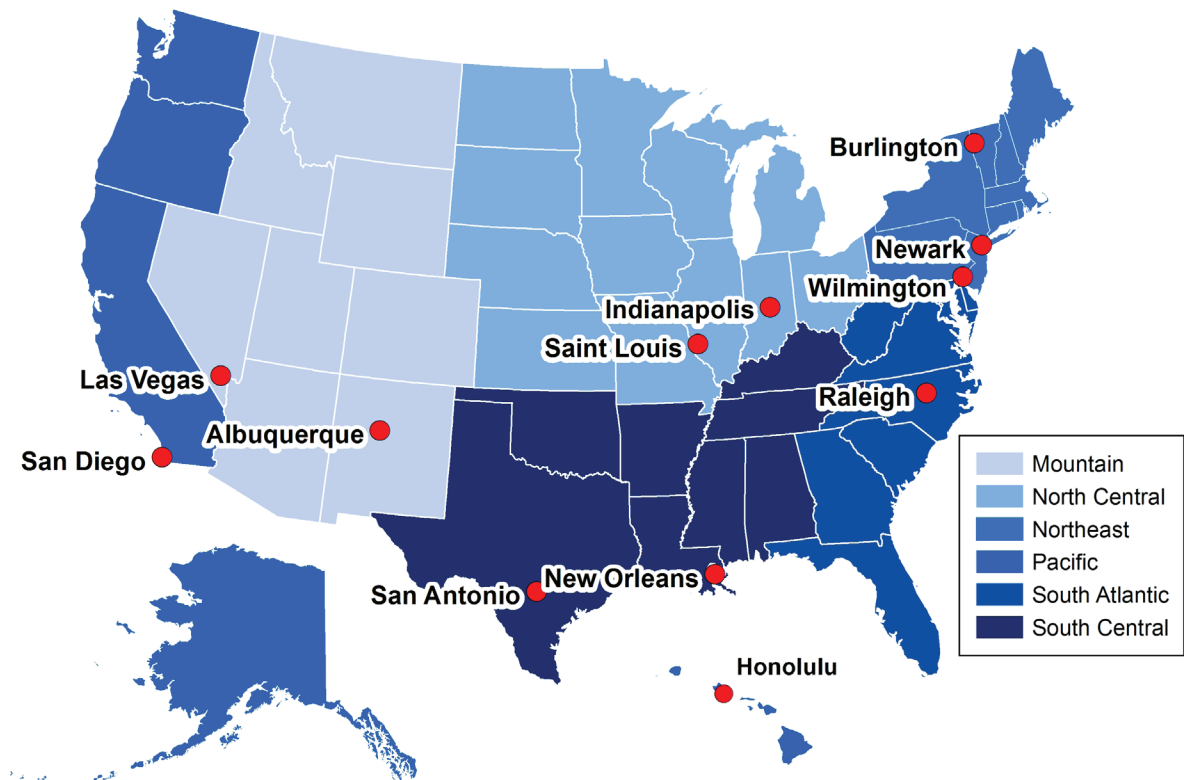 Burlington
Newark
Wilmington
Indianapolis
Saint Louis
Las Vegas
Raleigh
Albuquerque
San Diego
New Orleans
San Antonio
Honolulu
Mountain
North Central
Northeast
Pacific
South Atlantic
South Central